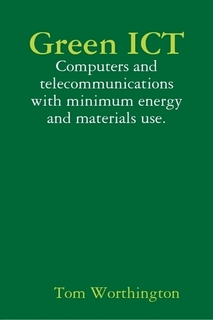 Green ICT
Computers and
telecommunications
with minimum energy
and materials use.
Tom Worthington